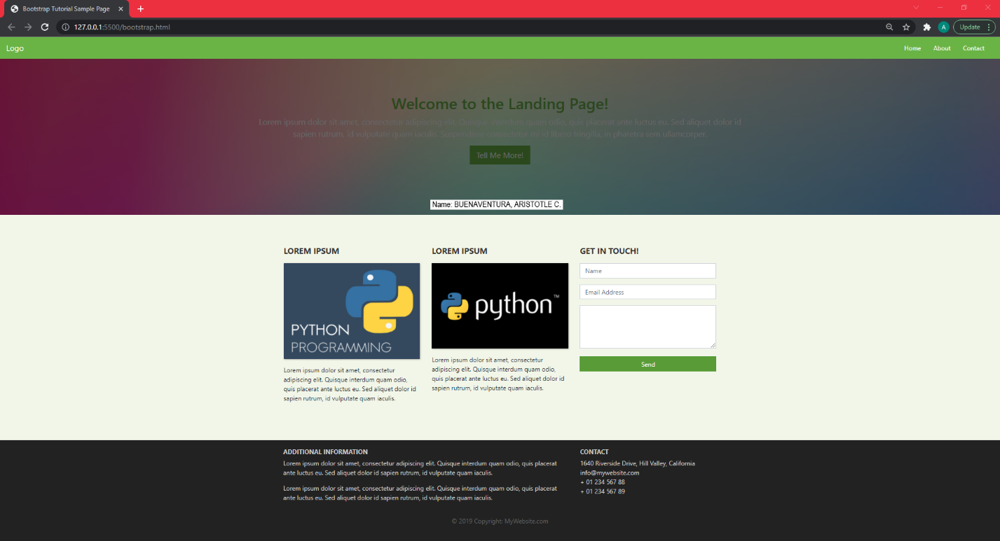 Bootstrap Tutorial Sample Page
127.0.0.1:5500/bootstrap.html
A
Update
Logo
Home About Contact
Welcome to the Landing Page!
Lorem ipsum dolor sit amet, consectetur adipiscing elit. Quisque interdum quam odio, quis placerat ante luctus eu. Sed aliquet dolor id
sapien rutrum, id vulputate quam iaculis. Suspendisse consectetur mi id libero fringilla, in pharetra sem ullamcorper.
Tell Me More!
Name: BUENAVENTURA, ARISTOTLE C.
LOREM IPSUM
PYTHON
PROGRAMMING
Lorem ipsum dolor sit amet, consectetur
adipiscing elit. Quisque interdum quam odio,
quis placerat ante luctus eu. Sed aliquet dolor id
sapien rutrum, id vulputate quam iaculis.
LOREM IPSUM
python™
Lorem ipsum dolor sit amet, consectetur
adipiscing elit. Quisque interdum quam odio,
quis placerat ante luctus eu. Sed aliquet dolor id
sapien rutrum, id vulputate quam iaculis.
GET IN TOUCH!
Name
Email Address
Send
ADDITIONAL INFORMATION
Lorem ipsum dolor sit amet, consectetur adipiscing elit. Quisque interdum quam odio, quis placerat
ante luctus eu. Sed aliquet dolor id sapien rutrum, id vulputate quam iaculis.
Lorem ipsum dolor sit amet, consectetur adipiscing elit. Quisque interdum quam odio, quis placerat
ante luctus eu. Sed aliquet dolor id sapien rutrum, id vulputate quam iaculis.
CONTACT
1640 Riverside Drive, Hill Valley, California
info@mywebsite.com
+ 01 234 567 88
+ 01 234 567 89
© 2019 Copyright: MyWebsite.com